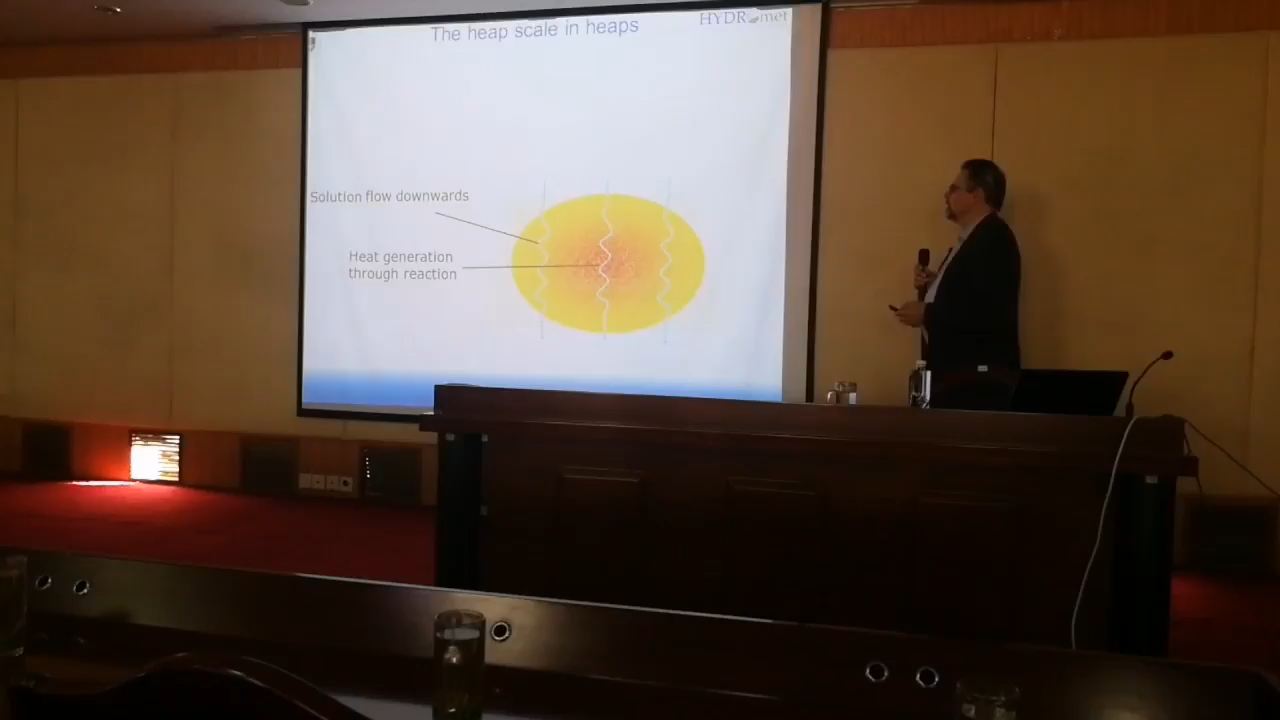 The heap scale in heaps
HYDROmet
Solution flow downwards
Heat generation
through reaction